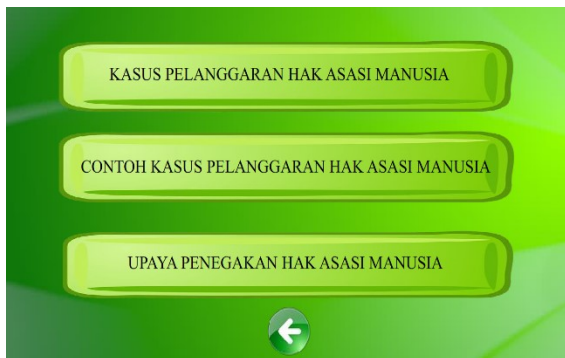 KASUS PELANGGARAN HAK ASASI MANUSIA
CONTOH KASUS PELANGGARAN HAK ASASI MANUSIA
UPAYA PENEGAKAN HAK ASASI MANUSIA